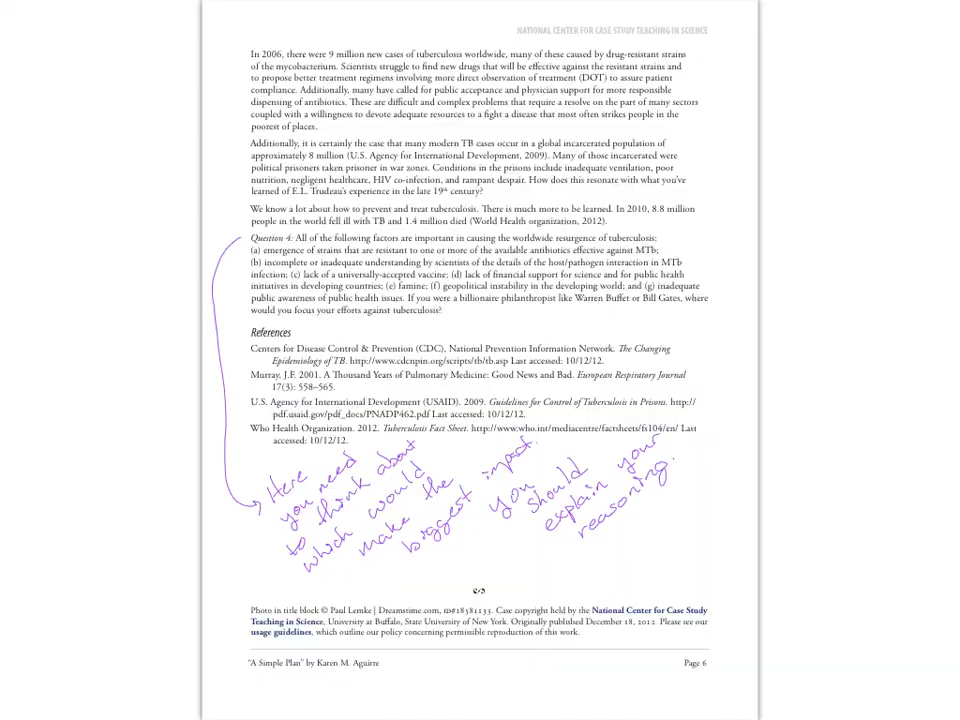 NATIONAL CENTER FOR CASE STUDY TEACHING IN SCIENCE
In 2006, there were 9 million new cases of tuberculosis worldwide, many of these caused by drug-resistant strains
of the mycobacterium. Scientists struggle to find new drugs that will be effective against the resistant strains and
to propose better treatment regimens involving more direct observation of treatment (DOT) to assure patient
compliance. Additionally, many have called for public acceptance and physician support for more responsible
dispensing of antibiotics. These are difficult and complex problems that require a resolve on the part of many sectors
coupled with a willingness to devote adequate resources to a fight a disease that most often strikes people in the
poorest of places.
Additionally, it is certainly the case that many modern TB cases occur in a global incarcerated population of
approximately 8 million (U.S. Agency for International Development, 2009). Many of those incarcerated were
political prisoners taken prisoner in war zones. Conditions in the prisons include inadequate ventilation, poor
nutrition, negligent healthcare, HIV co-infection, and rampant despair. How does this resonate with what you've
learned of E.L. Trudeau's experience in the late 19th century?
We know a lot about how to prevent and treat tuberculosis. There is much more to be learned. In 2010, 8.8 million
people in the world fell ill with TB and 1.4 million died (World Health organization, 2012).
Question 4: All of the following factors are important in causing the worldwide resurgence of tuberculosis:
(a) emergence of strains that are resistant to one or more of the available antibiotics effective against MTb;
(b) incomplete or inadequate understanding by scientists of the details of the host/pathogen interaction in MTb
infection; (c) lack of a universally-accepted vaccine; (d) lack of financial support for science and for public health
initiatives in developing countries; (e) famine; (f) geopolitical instability in the developing world; and (g) inadequate
public awareness of public health issues. If you were a billionaire philanthropist like Warren Buffet or Bill Gates, where
would you focus your efforts against tuberculosis?
References
Centers for Disease Control & Prevention (CDC), National Prevention Information Network. The Changing
Epidemiology of TB. http://www.cdcnpin.org/scripts/tb/tb.asp Last accessed: 10/12/12.
Murray, J.F. 2001. A Thousand Years of Pulmonary Medicine: Good News and Bad. European Respiratory Journal
17(3): 558–565.
U.S. Agency for International Development (USAID). 2009. Guidelines for Control of Tuberculosis in Prisons. http://
pdf.usaid.gov/pdf_docs/PNADP462.pdf Last accessed: 10/12/12.
Who Health Organization. 2012. Tuberculosis Fact Sheet. http://www.who.int/mediacentre/factsheets/fs104/en/ Last
accessed: 10/12/12.
Here
you need
to think about
which would
make the
biggest impact.
You
should
explain your
reasoning.
Photo in title block © Paul Lemke | Dreamstime.com, ID#18581133. Case copyright held by the National Center for Case Study
Teaching in Science, University at Buffalo, State University of New York. Originally published December 18, 2012. Please see our
usage guidelines, which outline our policy concerning permissible reproduction of this work.
"A Simple Plan" by Karen M. Aguirre
Page 6